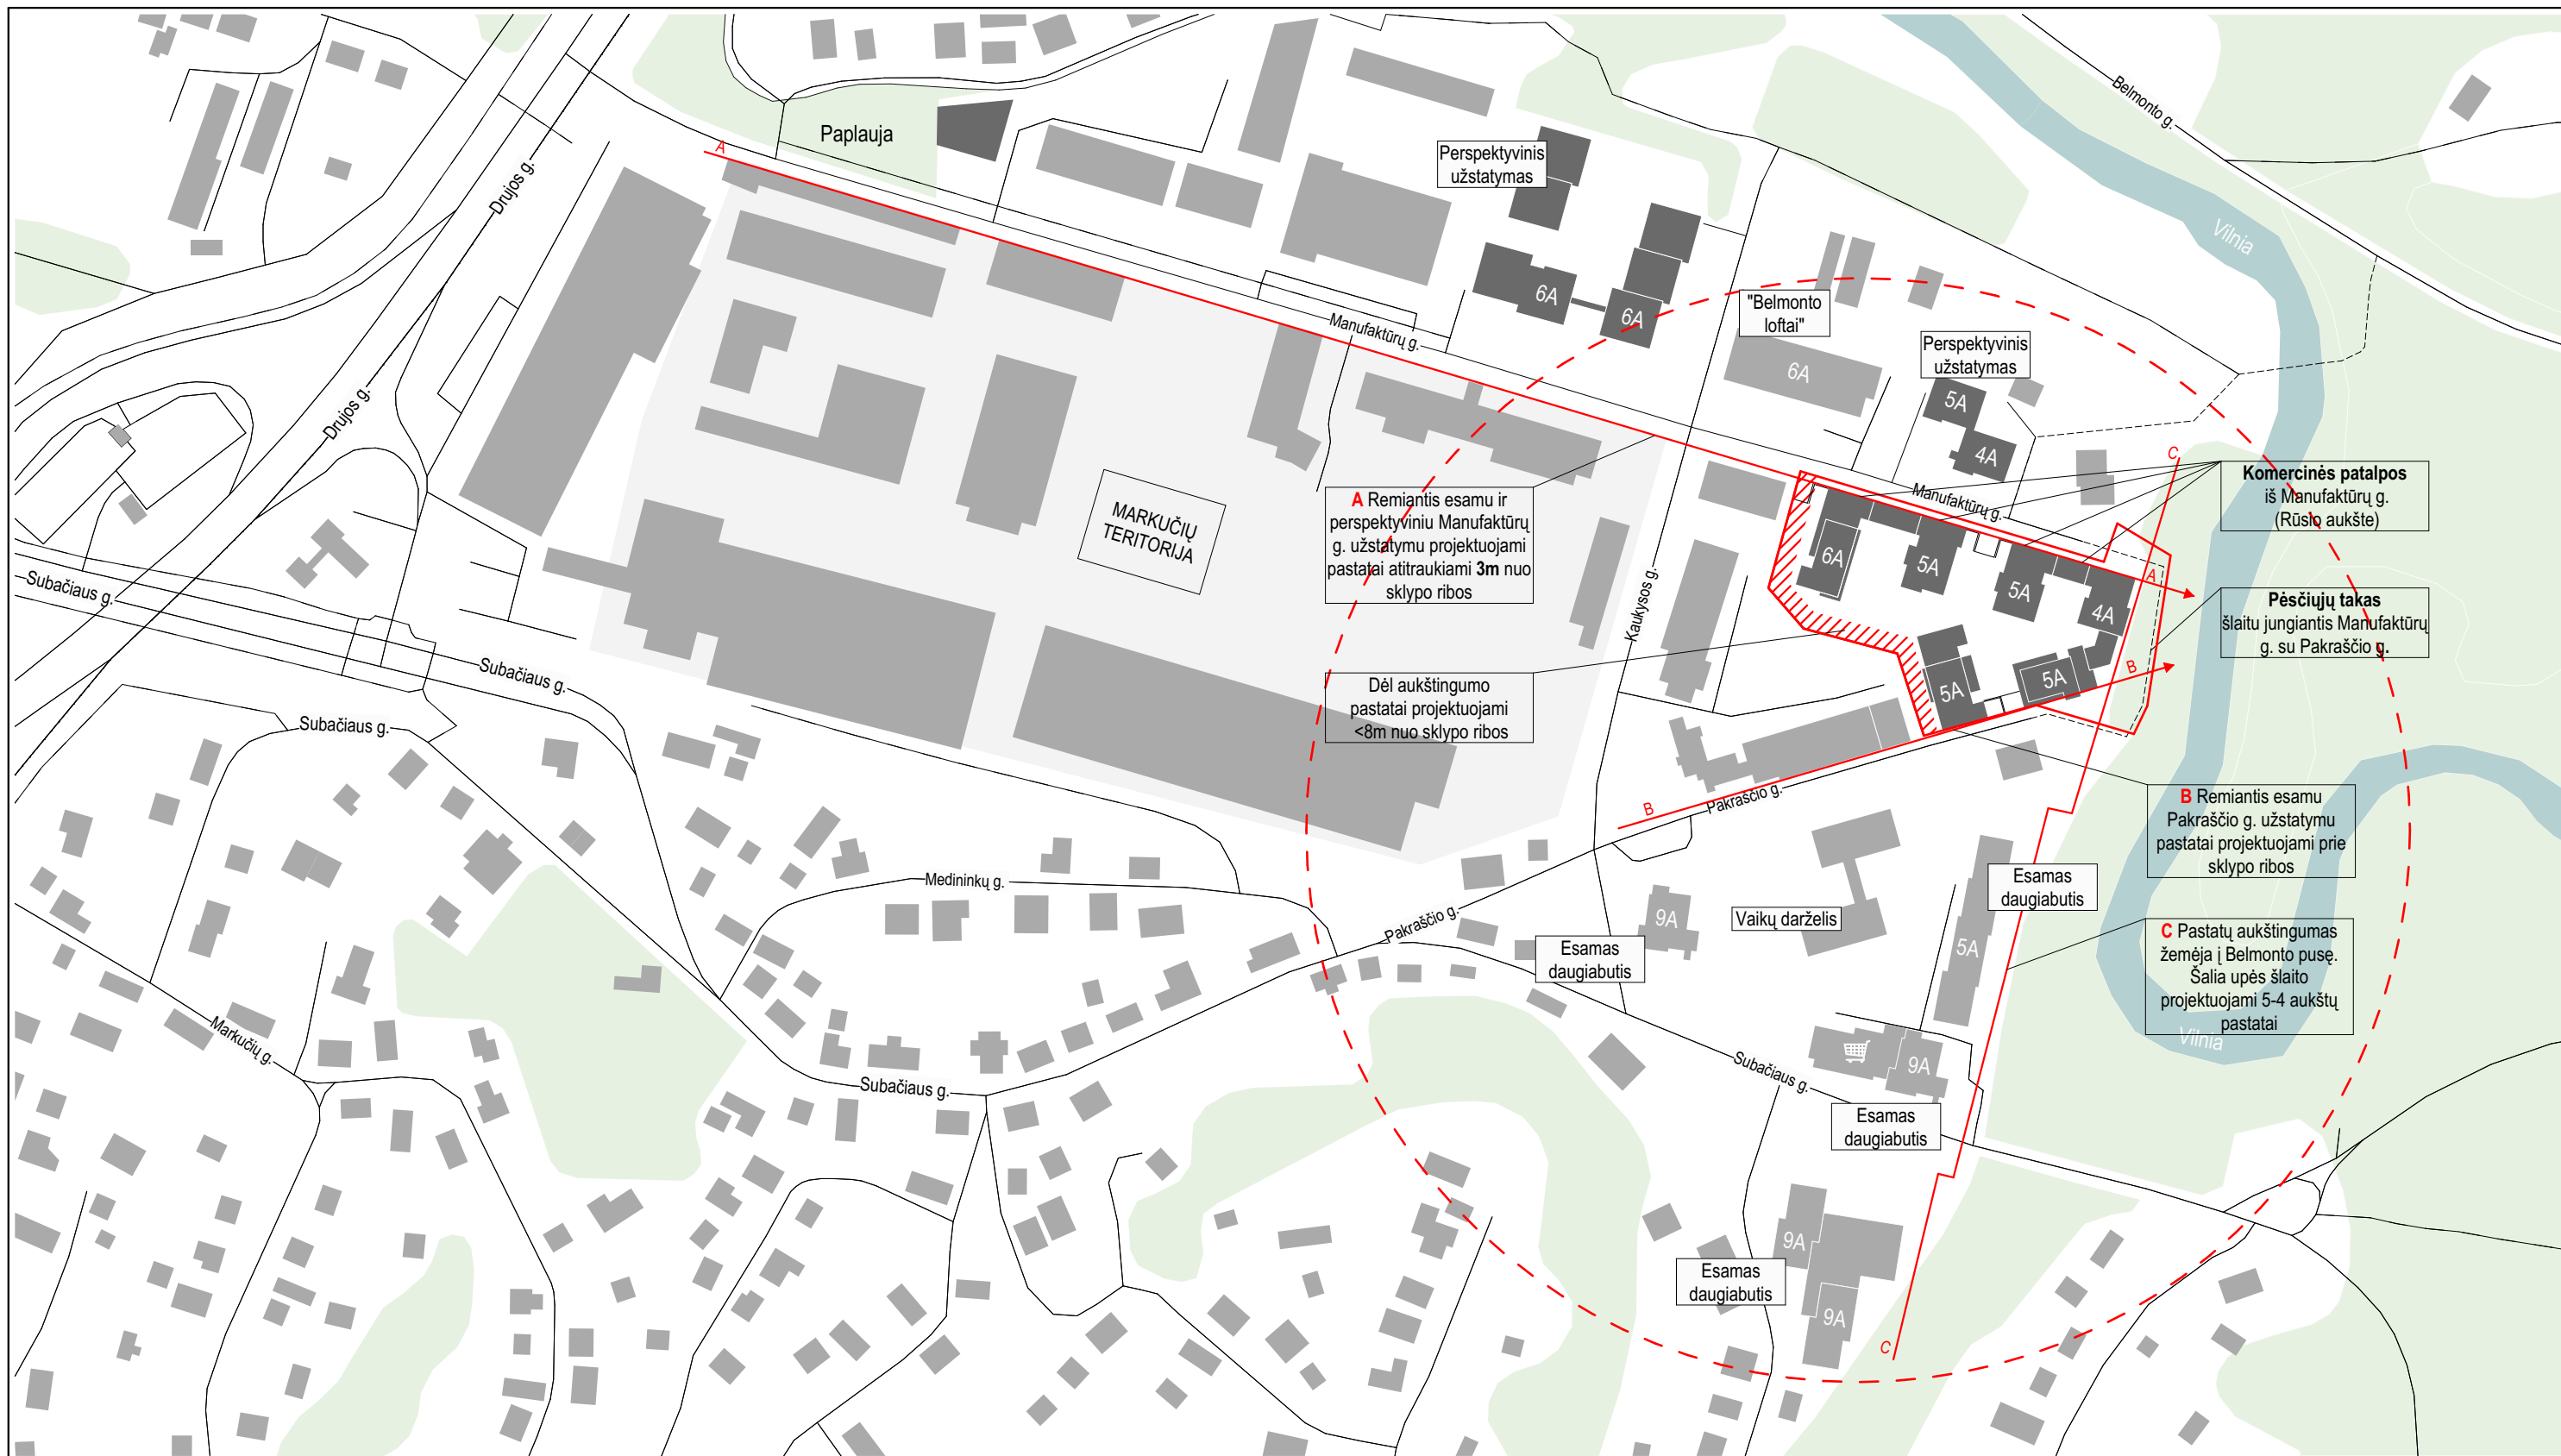 Paplauja
Drujos g.
Drujos g.
Belmonto g.
Vilnia
Perspektyvinis
užstatymas
6A
6A
"Belmonto
loftai"
6A
Manufaktūrų g.
Perspektyvinis
užstatymas
5A
4A
A
C
MARKUČIŲ
TERITORIJA
A Remiantis esamu ir
perspektyviniu Manufaktūrų
g. užstatymu projektuojami
pastatai atitraukiami 3m nuo
sklypo ribos
Manufaktūrų g.
Komercinės patalpos
iš Manufaktūrų g.
(Rūsio aukšte)
6A
5A
5A
4A
A
Pėsčiųjų takas
šlaitu jungiantis Manufaktūrų
g. su Pakraščio g.
Kaukysos g.
5A
5A
B
Dėl aukštingumo
pastatai projektuojami
<8m nuo sklypo ribos
Subačiaus g.
Subačiaus g.
Subačiaus g.
B
Pakraščio g.
B Remiantis esamu
Pakraščio g. užstatymu
pastatai projektuojami prie
sklypo ribos
Medininkų g.
Pakraščio g.
9A
Vaikų darželis
Esamas
daugiabutis
5A
Esamas
daugiabutis
C Pastatų aukštingumas
žemėja į Belmonto pusę.
Šalia upės šlaito
projektuojami 5-4 aukštų
pastatai
Vilnia
Markučių g.
Subačiaus g.
Subačiaus g.
9A
Esamas
daugiabutis
9A
Esamas
daugiabutis
9A
C